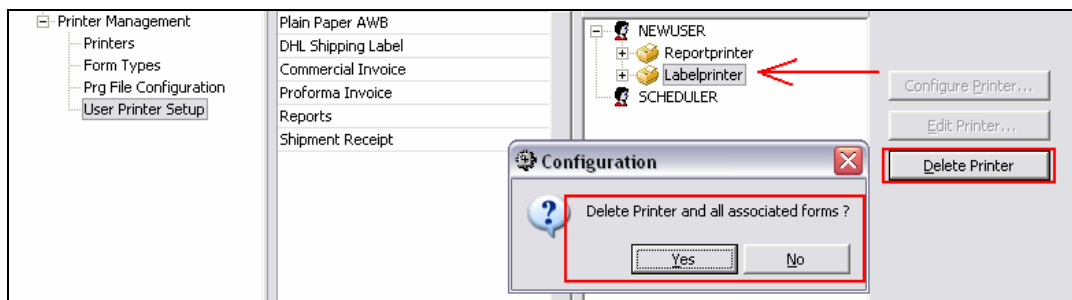 Printer Management
Printers
Form Types
Prg File Configuration
User Printer Setup
Plain Paper AWB
DHL Shipping Label
Commercial Invoice
Proforma Invoice
Reports
Shipment Receipt
NEWUSER
Reportprinter
Labelprinter
SCHEDULER
Configure Printer...
Edit Printer...
Delete Printer
Configuration
Delete Printer and all associated forms ?
Yes No